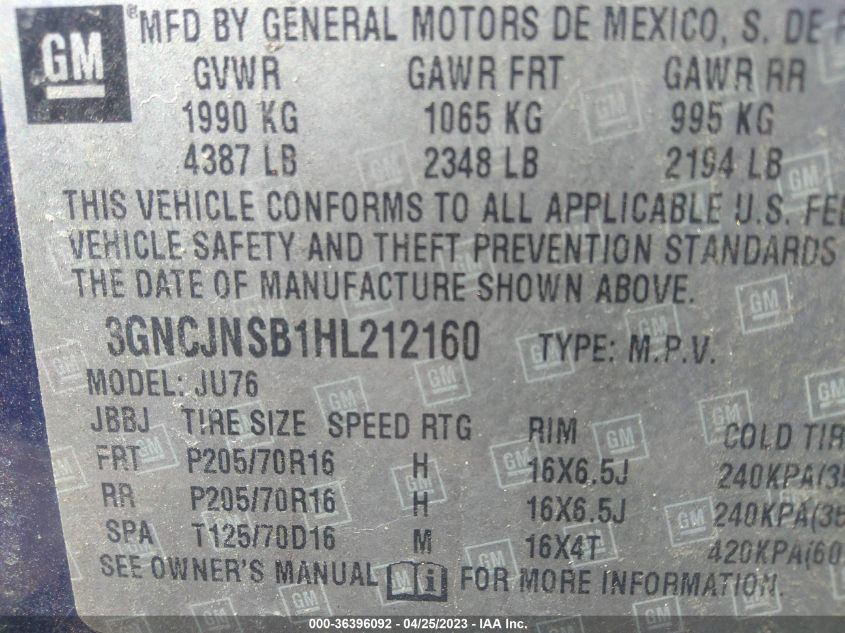 GM
®MFD BY GENERAL MOTORS DE MEXICO, S. DE
GVWR GAWR FRT GAWR RR
1990 KG 1065 KG 995 KG
4387 LB 2348 LB 2194 LB
THIS VEHICLE CONFORMS TO ALL APPLICABLE U.S. FE
VEHICLE SAFETY AND THEFT PREVENTION STANDARDS
THE DATE OF MANUFACTURE SHOWN ABOVE.
3GNCJNSB1HL212160 TYPE: M.P.V.
MODEL: JU76
JBBJ TIRE SIZE SPEED RTG RIM COLD TIR
FRT P205/70R16 H 16X6.5J 240KPA(35
RR P205/70R16 H 16X6.5J 240KPA(35
SPA T125/70D16 M 16X4T 420KPA(60
SEE OWNER'S MANUAL i FOR MORE INFORMATION.
000-36396092 - 04/25/2023 - IAA Inc.